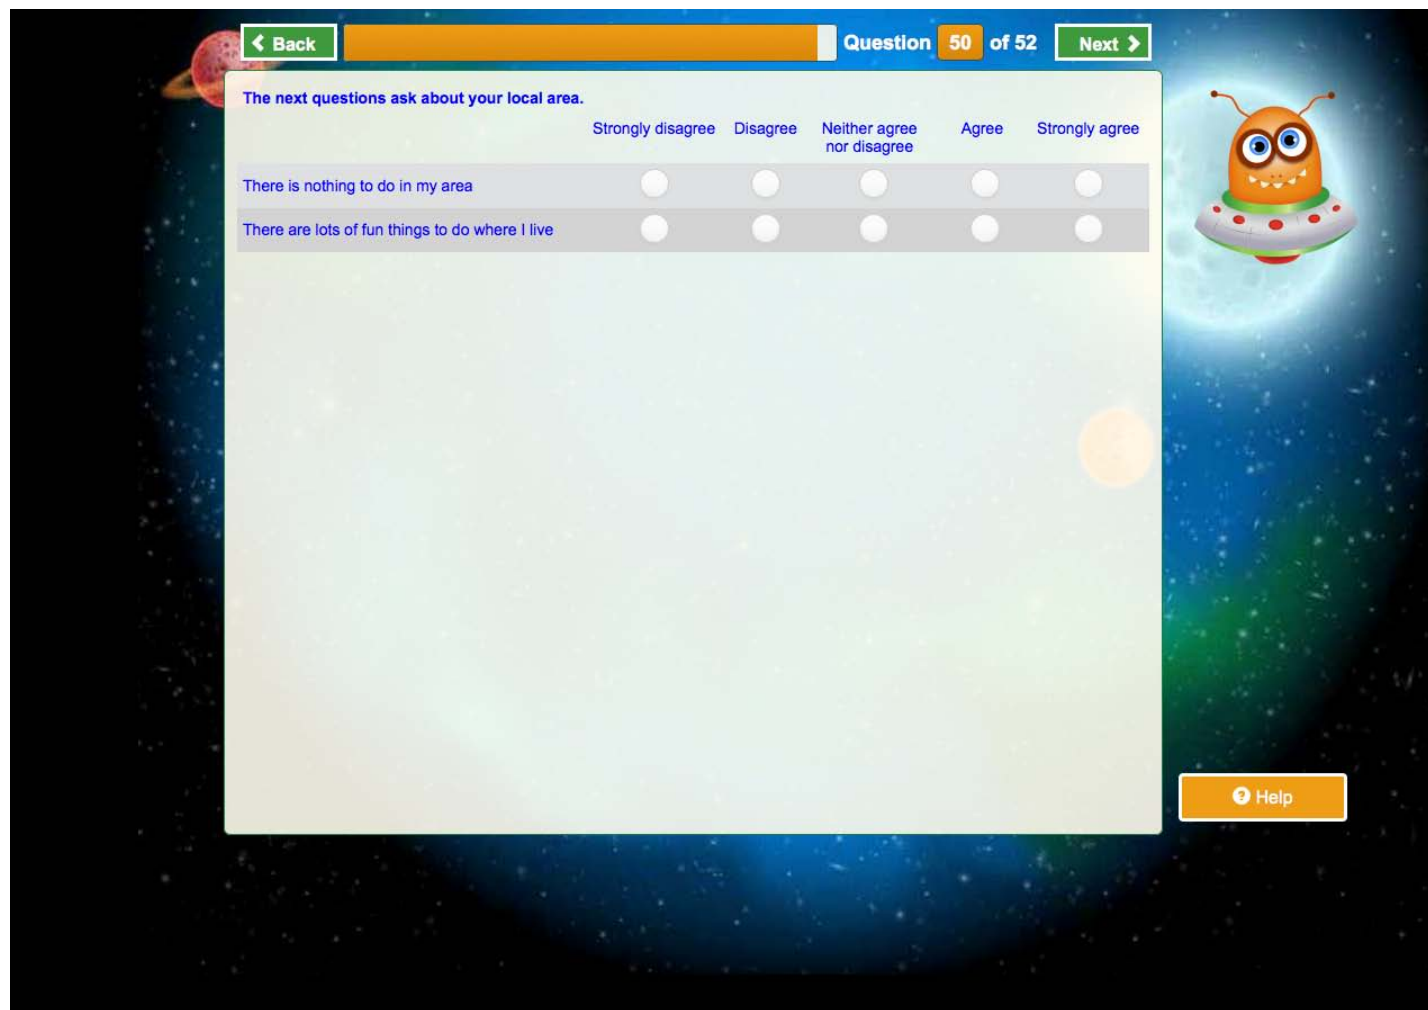 Back
Question 50 of 52
Next
The next questions ask about your local area.
Strongly disagree Disagree Neither agree nor disagree Agree Strongly agree
There is nothing to do in my area
There are lots of fun things to do where I live
? Help